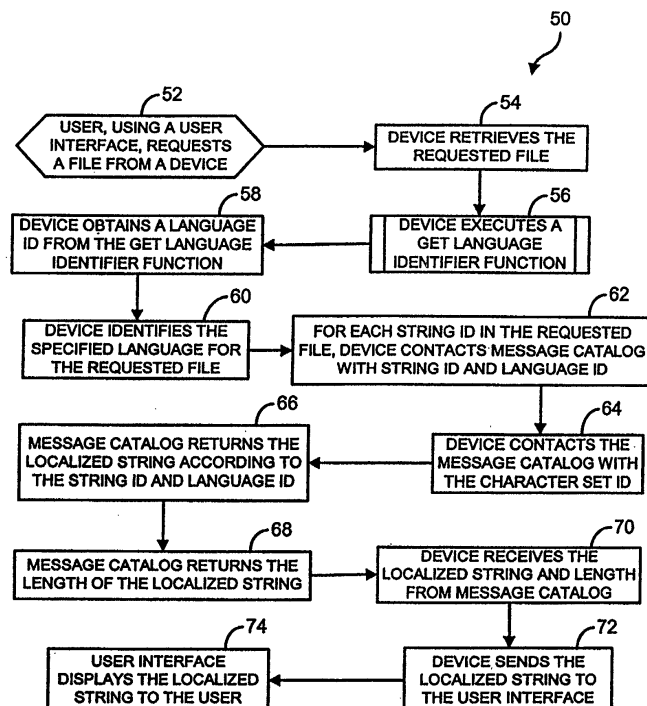 50
52
USER, USING A USER
INTERFACE, REQUESTS
A FILE FROM A DEVICE
54
DEVICE RETRIEVES THE
REQUESTED FILE
56
DEVICE EXECUTES A
GET LANGUAGE
IDENTIFIER FUNCTION
58
DEVICE OBTAINS A LANGUAGE
ID FROM THE GET LANGUAGE
IDENTIFIER FUNCTION
60
DEVICE IDENTIFIES THE
SPECIFIED LANGUAGE FOR
THE REQUESTED FILE
62
FOR EACH STRING ID IN THE REQUESTED
FILE, DEVICE CONTACTS MESSAGE CATALOG
WITH STRING ID AND LANGUAGE ID
64
DEVICE CONTACTS THE
MESSAGE CATALOG WITH
THE CHARACTER SET ID
66
MESSAGE CATALOG RETURNS THE
LOCALIZED STRING ACCORDING TO
THE STRING ID AND LANGUAGE ID
68
MESSAGE CATALOG RETURNS THE
LENGTH OF THE LOCALIZED STRING
70
DEVICE RECEIVES THE
LOCALIZED STRING AND LENGTH
FROM MESSAGE CATALOG
72
DEVICE SENDS THE
LOCALIZED STRING TO
THE USER INTERFACE
74
USER INTERFACE
DISPLAYS THE LOCALIZED
STRING TO THE USER